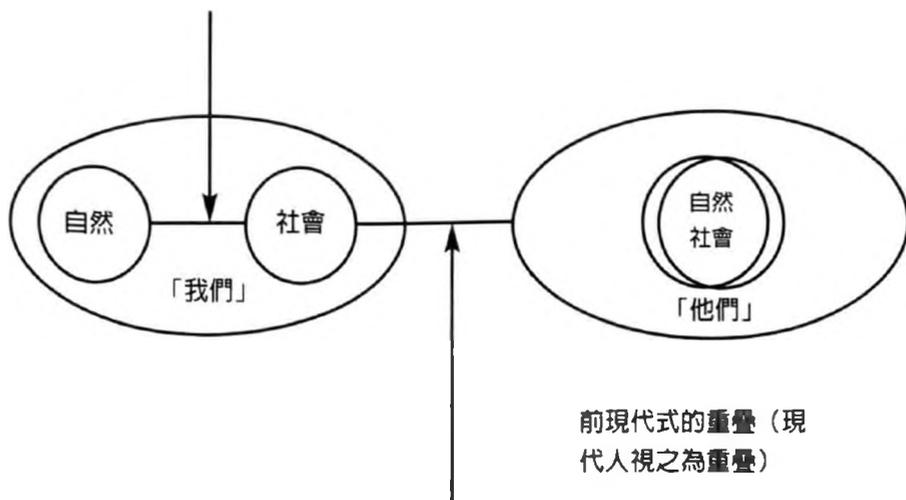 自然
社會
「我們」
自然
社會
「他們」
前現代式的重疊（現
代人視之為重疊）